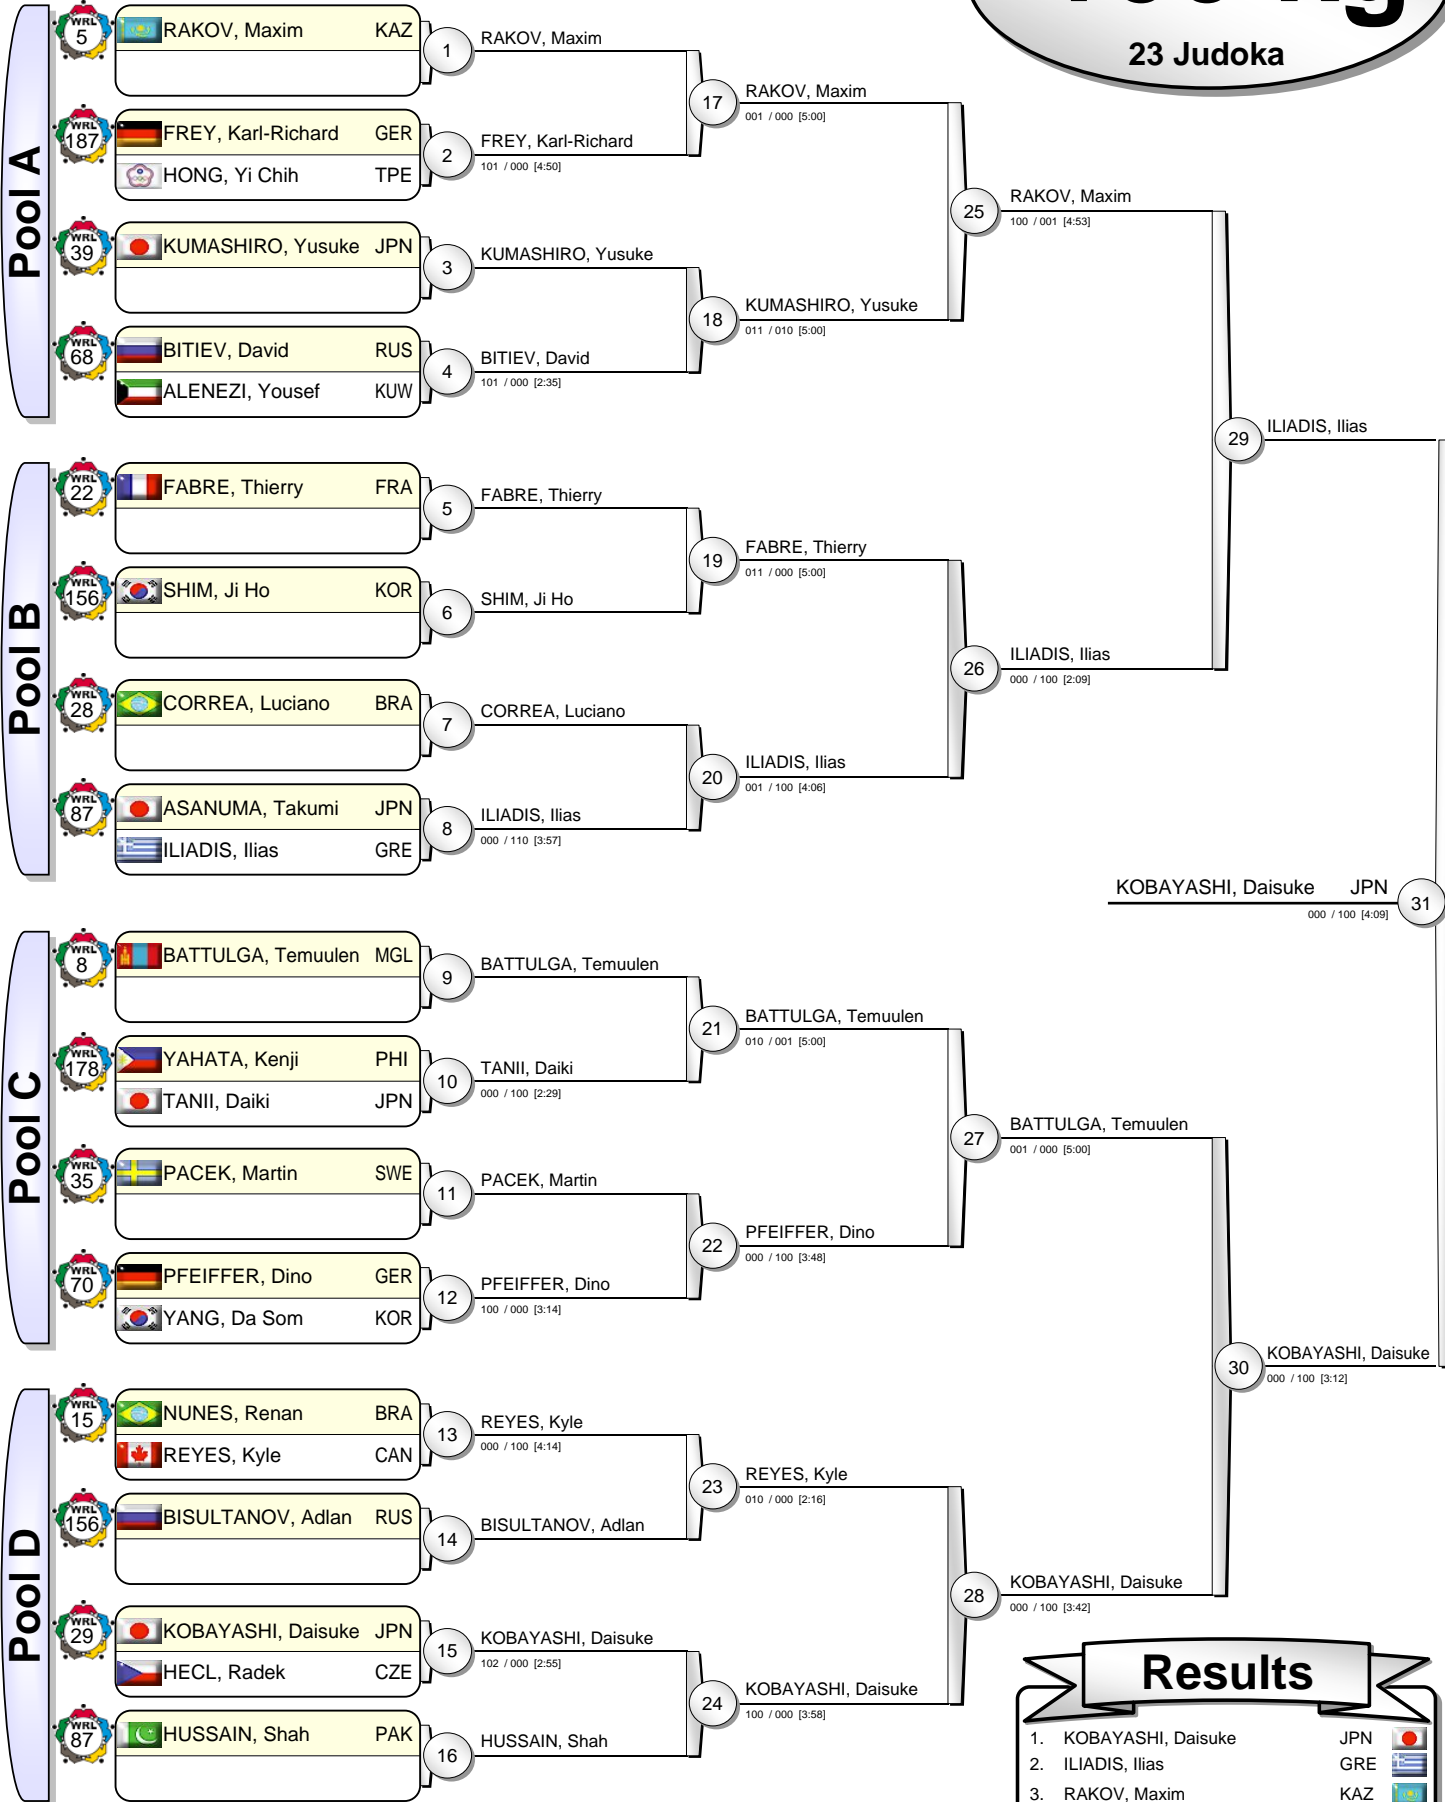 23 Judoka
Pool A
WRL 5
RAKOV, Maxim KAZ
1
RAKOV, Maxim
WRL 187
FREY, Karl-Richard GER
HONG, Yi Chih TPE
2
FREY, Karl-Richard
101 / 000 [4:50]
17
RAKOV, Maxim
001 / 000 [5:00]
WRL 39
KUMASHIRO, Yusuke JPN
3
KUMASHIRO, Yusuke
WRL 68
BITIEV, David RUS
ALENEZI, Yousef KUW
4
BITIEV, David
101 / 000 [2:35]
18
KUMASHIRO, Yusuke
011 / 010 [5:00]
25
RAKOV, Maxim
100 / 001 [4:53]
Pool B
WRL 22
FABRE, Thierry FRA
5
FABRE, Thierry
WRL 156
SHIM, Ji Ho KOR
6
SHIM, Ji Ho
19
FABRE, Thierry
011 / 000 [5:00]
WRL 28
CORREA, Luciano BRA
7
CORREA, Luciano
WRL 87
ASANUMA, Takumi JPN
ILIADIS, Ilias GRE
8
ILIADIS, Ilias
000 / 110 [3:57]
20
ILIADIS, Ilias
001 / 100 [4:06]
26
ILIADIS, Ilias
000 / 100 [2:09]
29
ILIADIS, Ilias
Pool C
WRL 8
BATTULGA, Temuulen MGL
9
BATTULGA, Temuulen
WRL 178
YAHATA, Kenji PHI
TANII, Daiki JPN
10
TANII, Daiki
000 / 100 [2:29]
21
BATTULGA, Temuulen
010 / 001 [5:00]
WRL 35
PACEK, Martin SWE
11
PACEK, Martin
WRL 70
PFEIFFER, Dino GER
YANG, Da Som KOR
12
PFEIFFER, Dino
100 / 000 [3:14]
22
PFEIFFER, Dino
000 / 100 [3:48]
27
BATTULGA, Temuulen
001 / 000 [5:00]
Pool D
WRL 15
NUNES, Renan BRA
REYES, Kyle CAN
13
REYES, Kyle
000 / 100 [4:14]
WRL 156
BISULTANOV, Adlan RUS
14
BISULTANOV, Adlan
23
REYES, Kyle
010 / 000 [2:16]
WRL 29
KOBAYASHI, Daisuke JPN
HECL, Radek CZE
15
KOBAYASHI, Daisuke
102 / 000 [2:55]
WRL 87
HUSSAIN, Shah PAK
16
HUSSAIN, Shah
24
KOBAYASHI, Daisuke
100 / 000 [3:58]
28
KOBAYASHI, Daisuke
000 / 100 [3:42]
30
KOBAYASHI, Daisuke
000 / 100 [3:12]
KOBAYASHI, Daisuke JPN
000 / 100 [4:09]
31
Results
1. KOBAYASHI, Daisuke JPN
2. ILIADIS, Ilias GRE
3. RAKOV, Maxim KAZ